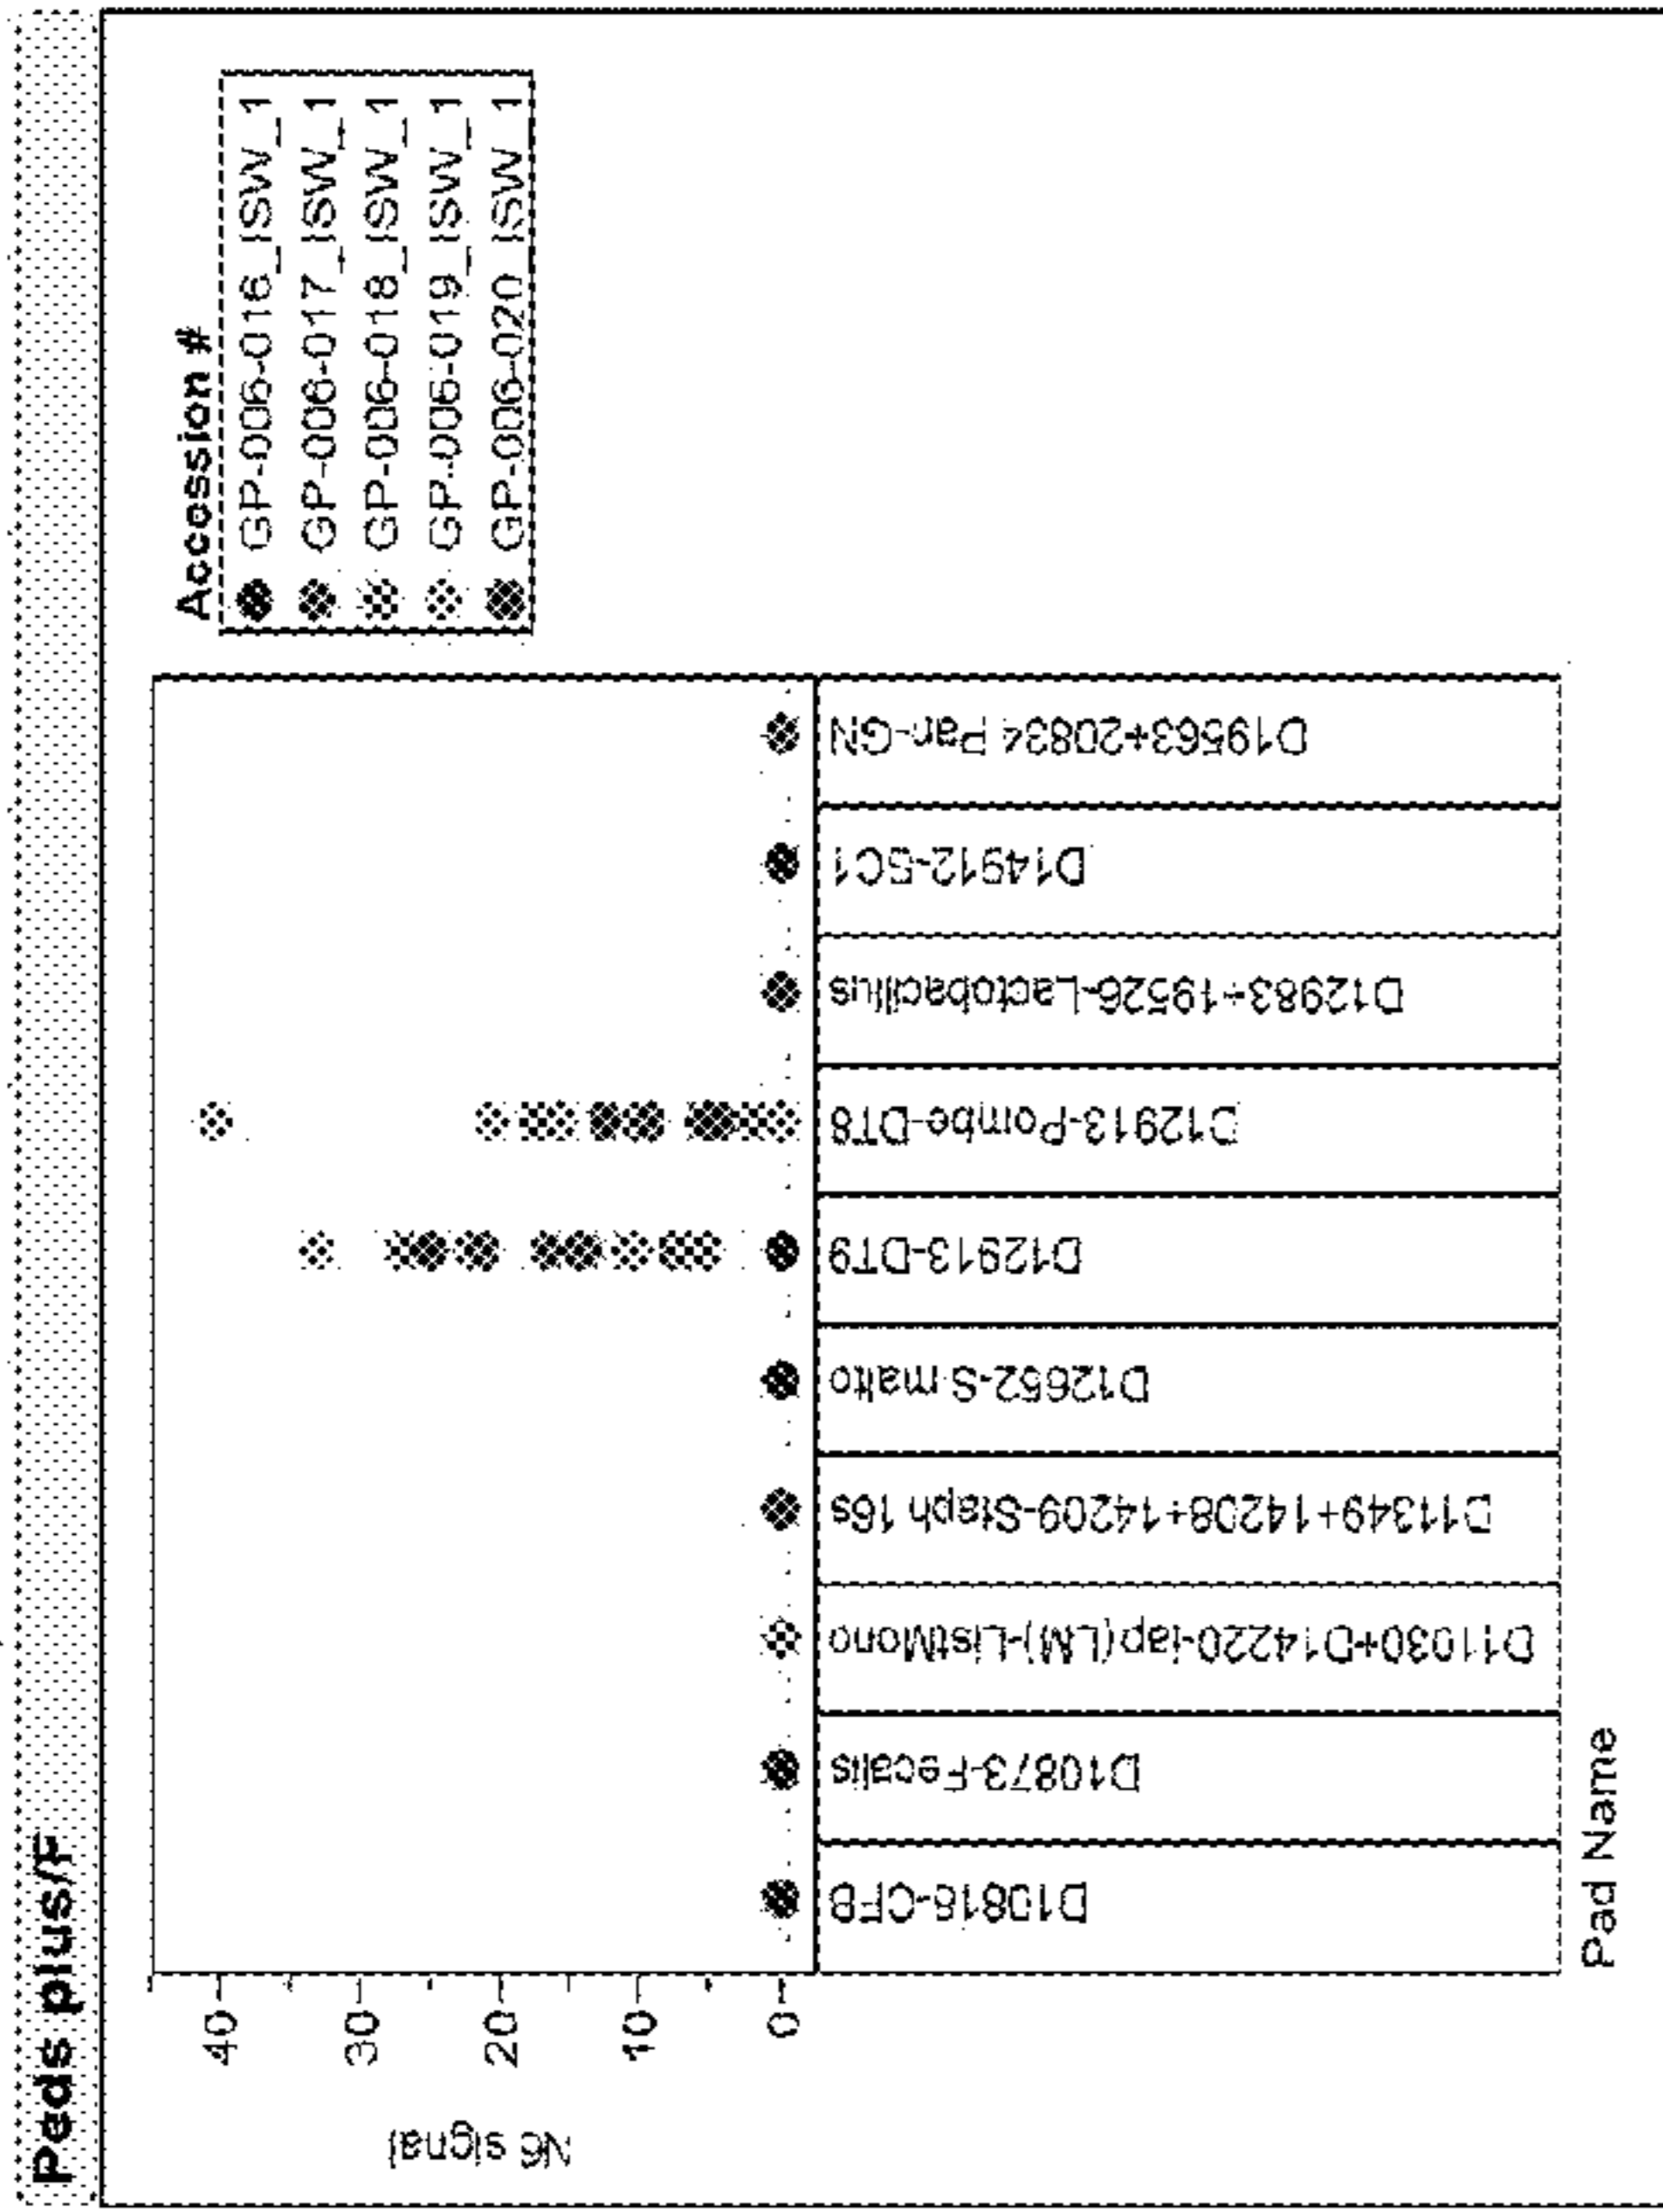 Peds plus/F
N6 signal
40
30
20
10
0
D10818-CFB
D10873-Fecalis
D11030+D14220-iap(LM)-ListMono
D11349+14208+14209-Staph 16s
D12652-S malto
D12913-DT9
D12913-Pombe-DT8
D12983+19526-Lactobacillus
D14912-SC1
D19563+20834 Pan-GN
Pad Name
Accession #
GP-006-016_ISW_1
GP-006-017_ISW_1
GP-006-018_ISW_1
GP-006-019_ISW_1
GP-006-020_ISW_1